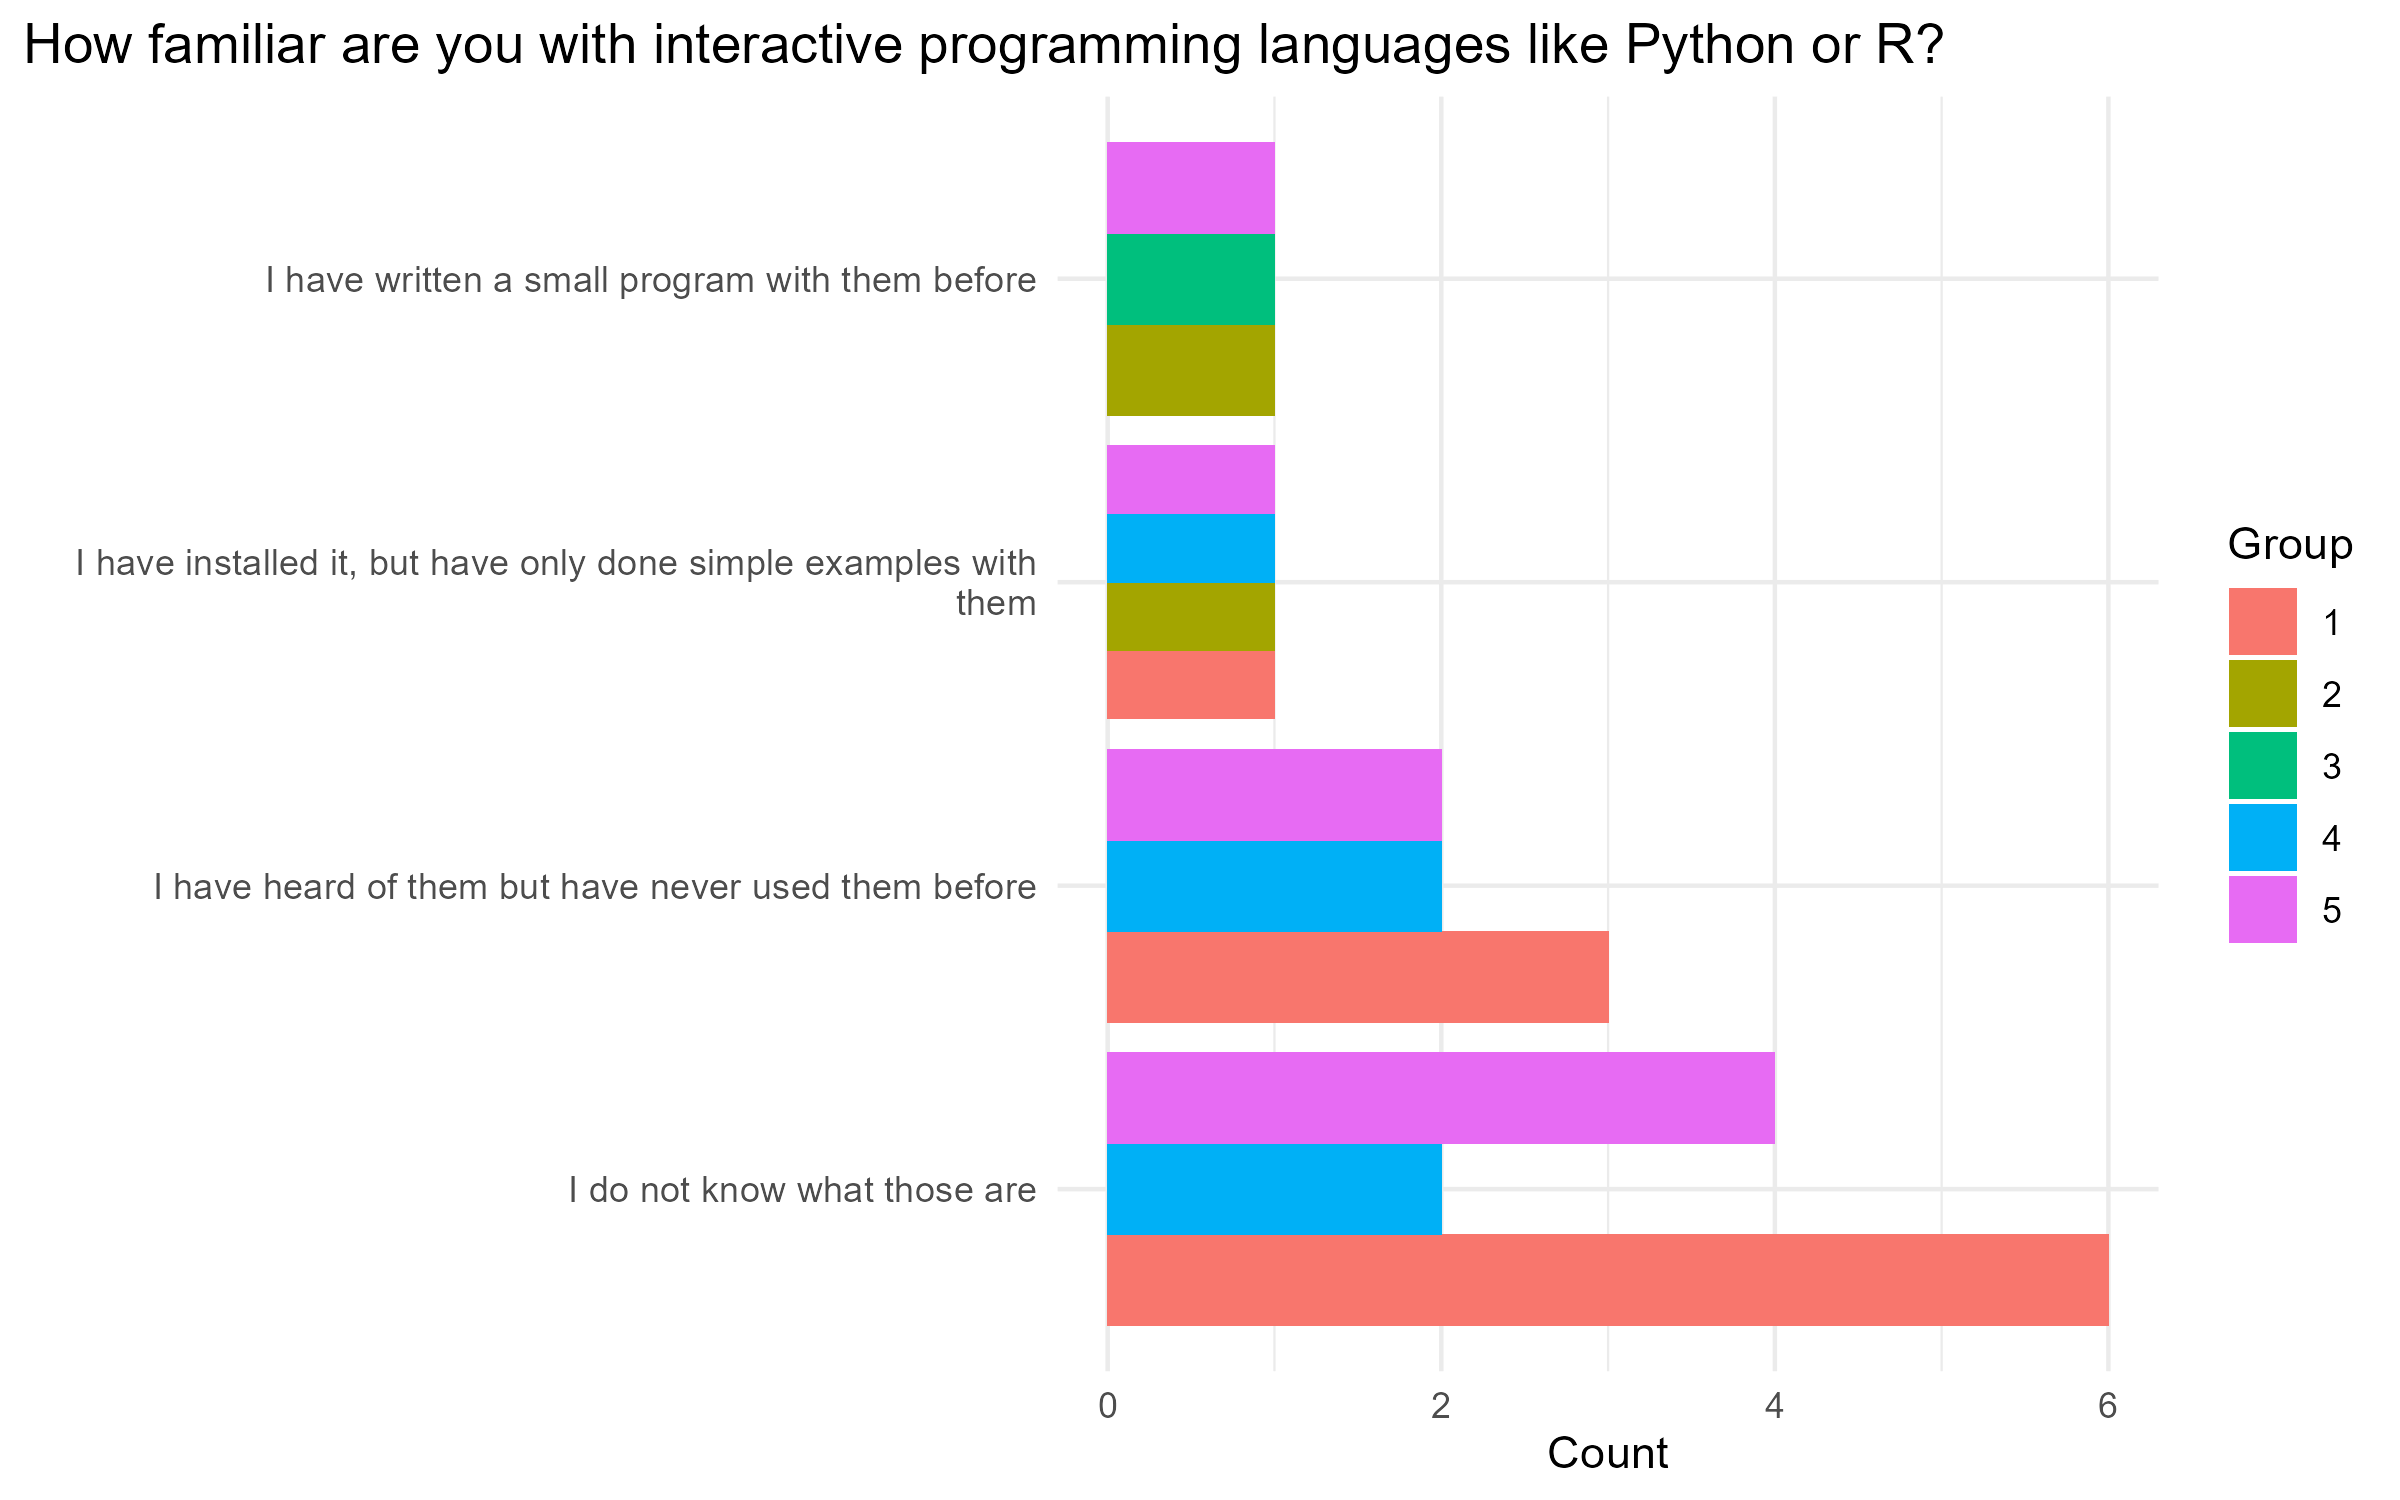 How familiar are you with interactive programming languages like Python or R?
I have written a small program with them before
I have installed it, but have only done simple examples with
them
I have heard of them but have never used them before
I do not know what those are
0
2
4
6
Count
Group
1
2
3
4
5